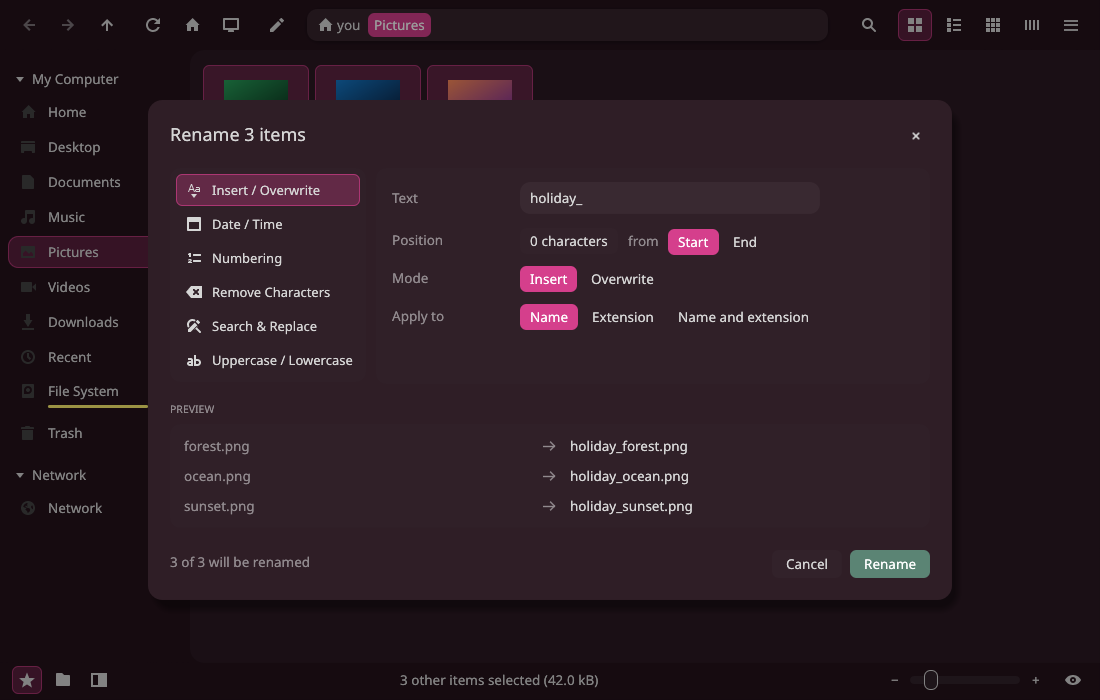 you Pictures
My Computer
Home
Desktop
Documents
Music
Pictures
Videos
Downloads
Recent
File System
Trash
Network
Network
Rename 3 items
Insert / Overwrite
Date / Time
Numbering
Remove Characters
Search & Replace
ab Uppercase / Lowercase
Text holiday_
Position 0 characters from Start End
Mode Insert Overwrite
Apply to Name Extension Name and extension
PREVIEW
forest.png → holiday_forest.png
ocean.png → holiday_ocean.png
sunset.png → holiday_sunset.png
3 of 3 will be renamed
Cancel Rename
3 other items selected (42.0 kB)